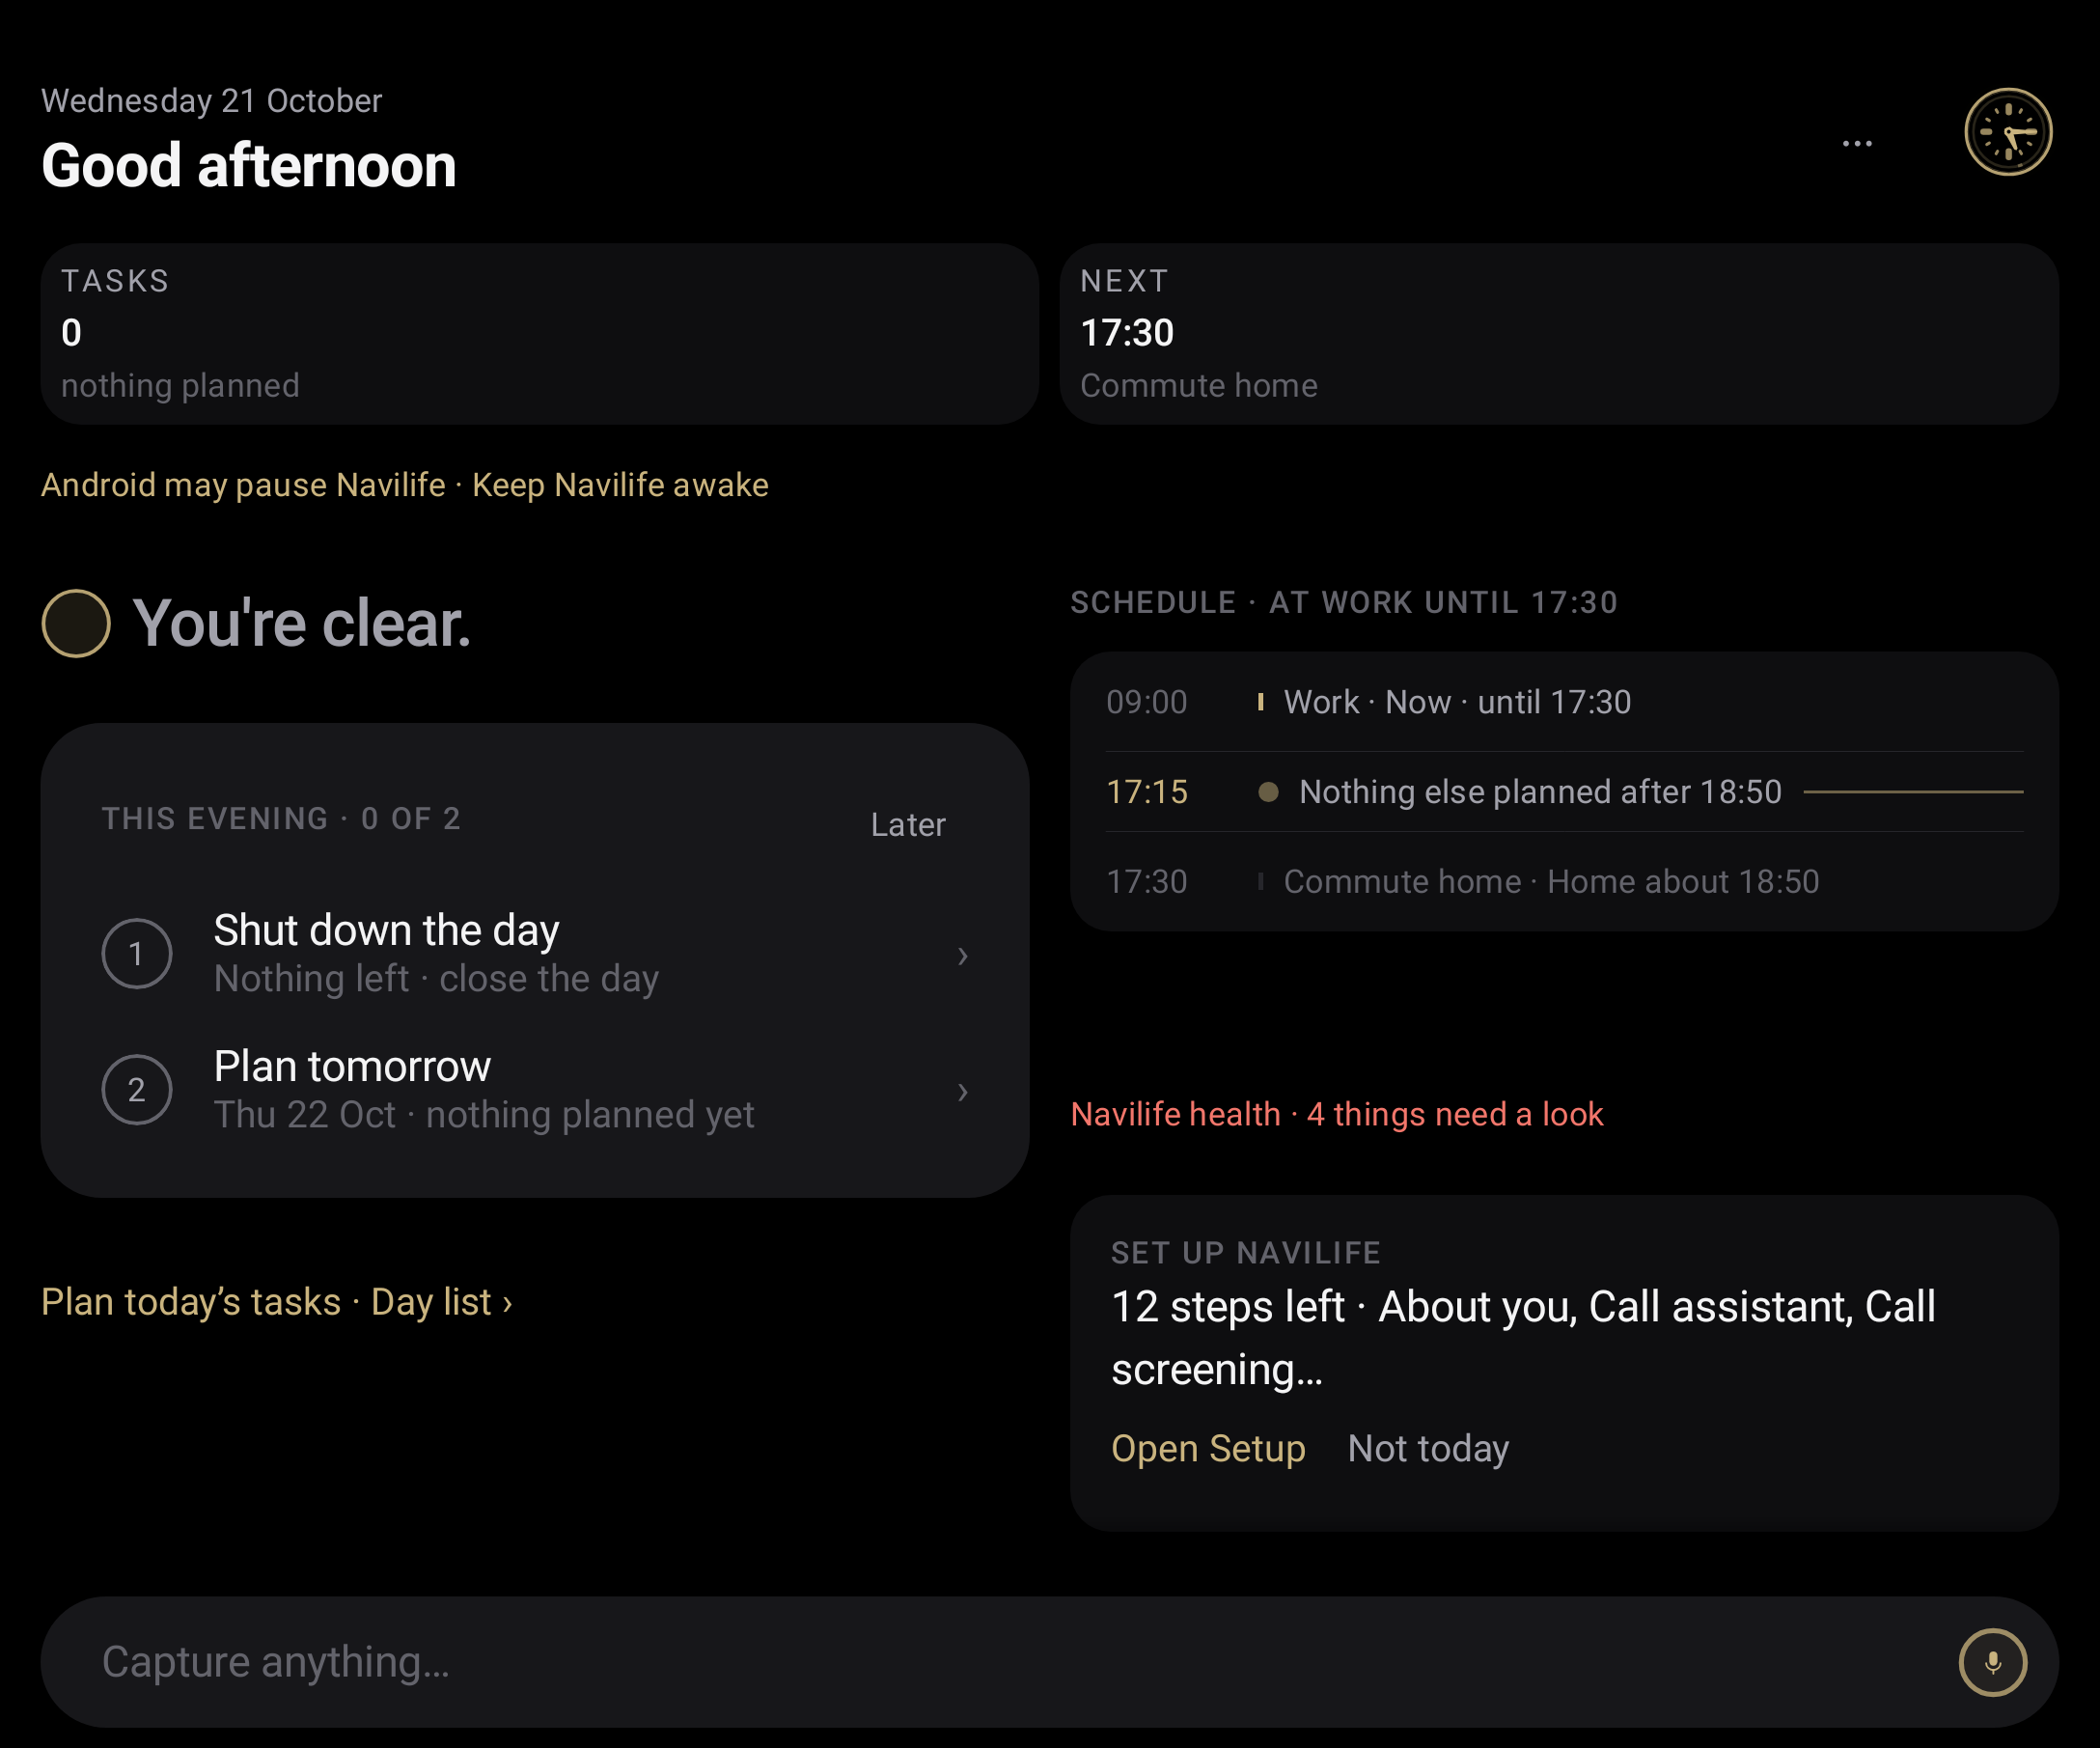 Wednesday 21 October
Good afternoon
...
TASKS
0
nothing planned
NEXT
17:30
Commute home
Android may pause Navilife · Keep Navilife awake
You're clear.
THIS EVENING · 0 OF 2
Later
1
Shut down the day
Nothing left · close the day
›
2
Plan tomorrow
Thu 22 Oct · nothing planned yet
›
Plan today’s tasks · Day list ›
SCHEDULE · AT WORK UNTIL 17:30
09:00 Work · Now · until 17:30
17:15 Nothing else planned after 18:50
17:30 Commute home · Home about 18:50
Navilife health · 4 things need a look
SET UP NAVILIFE
12 steps left · About you, Call assistant, Call
screening…
Open Setup Not today
Capture anything…